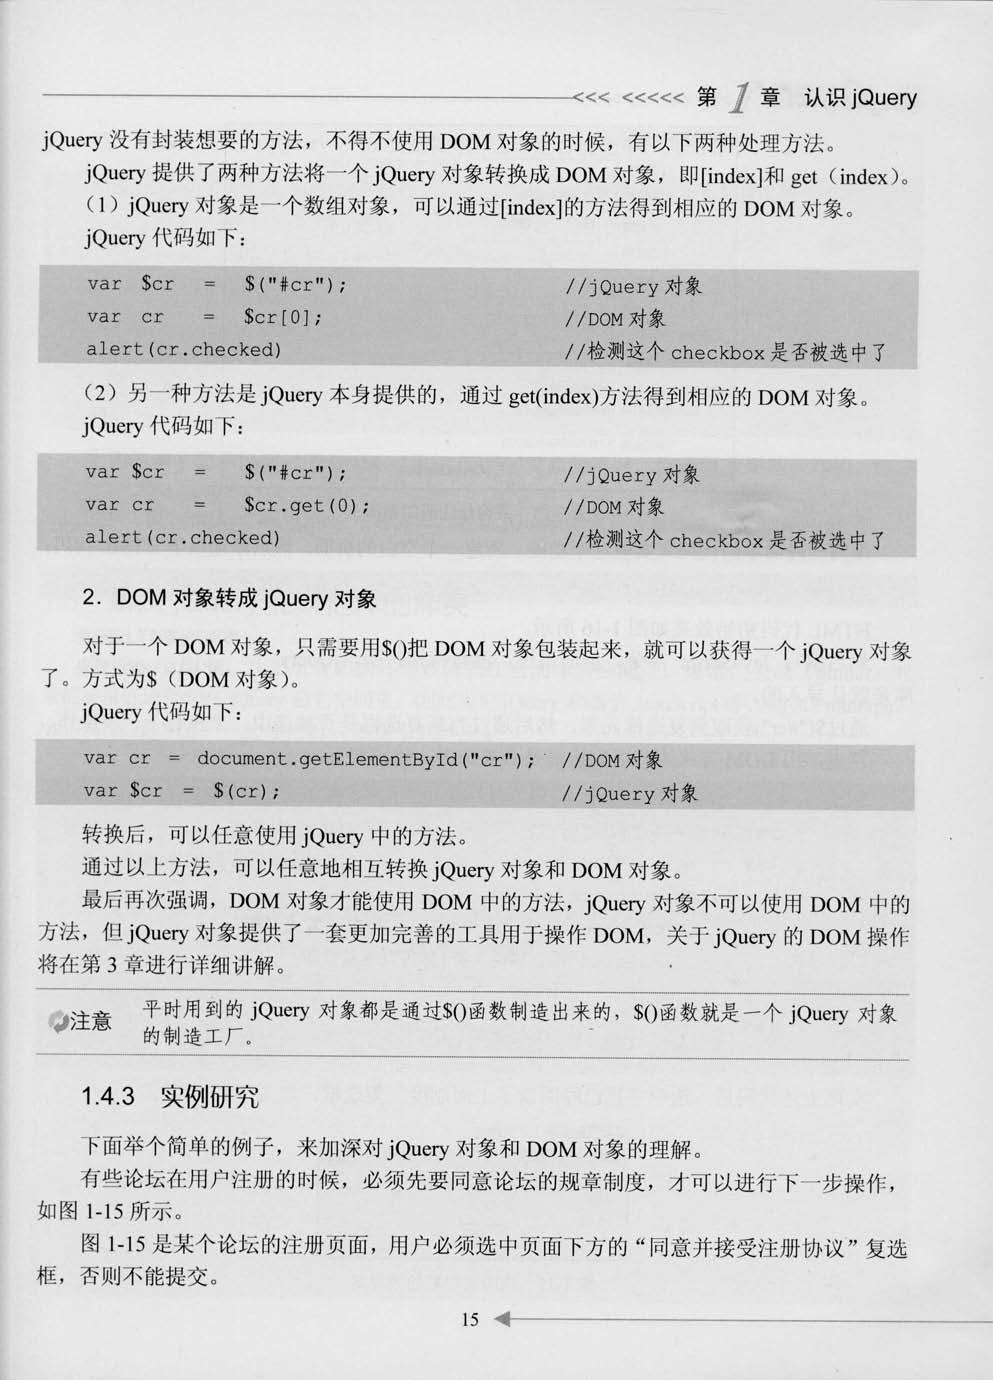 <<< <<<<< 第 1 章 认识 jQuery
jQuery 没有封装想要的方法，不得不使用 DOM 对象的时候，有以下两种处理方法。
jQuery 提供了两种方法将一个 jQuery 对象转换成 DOM 对象，即[index]和 get（index）。
（1）jQuery 对象是一个数组对象，可以通过[index]的方法得到相应的 DOM 对象。
jQuery 代码如下：
var $cr = $("#cr"); //jQuery 对象
var cr = $cr[0]; //DOM 对象
alert(cr.checked) //检测这个 checkbox 是否被选中了
（2）另一种方法是 jQuery 本身提供的，通过 get(index)方法得到相应的 DOM 对象。
jQuery 代码如下：
var $cr = $("#cr"); //jQuery 对象
var cr = $cr.get(0); //DOM 对象
alert(cr.checked) //检测这个 checkbox 是否被选中了
2．DOM 对象转成 jQuery 对象
对于一个 DOM 对象，只需要用$()把 DOM 对象包装起来，就可以获得一个 jQuery 对象
了。方式为$（DOM 对象）。
jQuery 代码如下：
var cr = document.getElementById("cr"); //DOM 对象
var $cr = $(cr); //jQuery 对象
转换后，可以任意使用 jQuery 中的方法。
通过以上方法，可以任意地相互转换 jQuery 对象和 DOM 对象。
最后再次强调，DOM 对象才能使用 DOM 中的方法，jQuery 对象不可以使用 DOM 中的
方法，但 jQuery 对象提供了一套更加完善的工具用于操作 DOM，关于 jQuery 的 DOM 操作
将在第 3 章进行详细讲解。
注意 平时用到的 jQuery 对象都是通过$()函数制造出来的，$()函数就是一个 jQuery 对象
的制造工厂。
1.4.3 实例研究
下面举个简单的例子，来加深对 jQuery 对象和 DOM 对象的理解。
有些论坛在用户注册的时候，必须先要同意论坛的规章制度，才可以进行下一步操作，
如图 1-15 所示。
图 1-15 是某个论坛的注册页面，用户必须选中页面下方的“同意并接受注册协议”复选
框，否则不能提交。
15